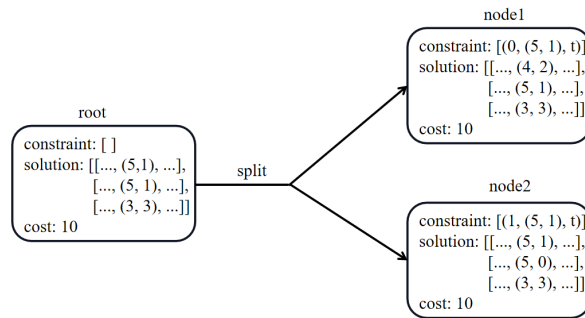 root
constraint: [ ]
solution: [[..., (5,1), ...],
[..., (5, 1), ...],
[..., (3, 3), ...]]
cost: 10
split
node1
constraint: [(0, (5, 1), t)]
solution: [[..., (4, 2), ...],
[..., (5, 1), ...],
[..., (3, 3), ...]]
cost: 10
node2
constraint: [(1, (5, 1), t)]
solution: [[..., (5, 1), ...],
[..., (5, 0), ...],
[..., (3, 3), ...]]
cost: 10